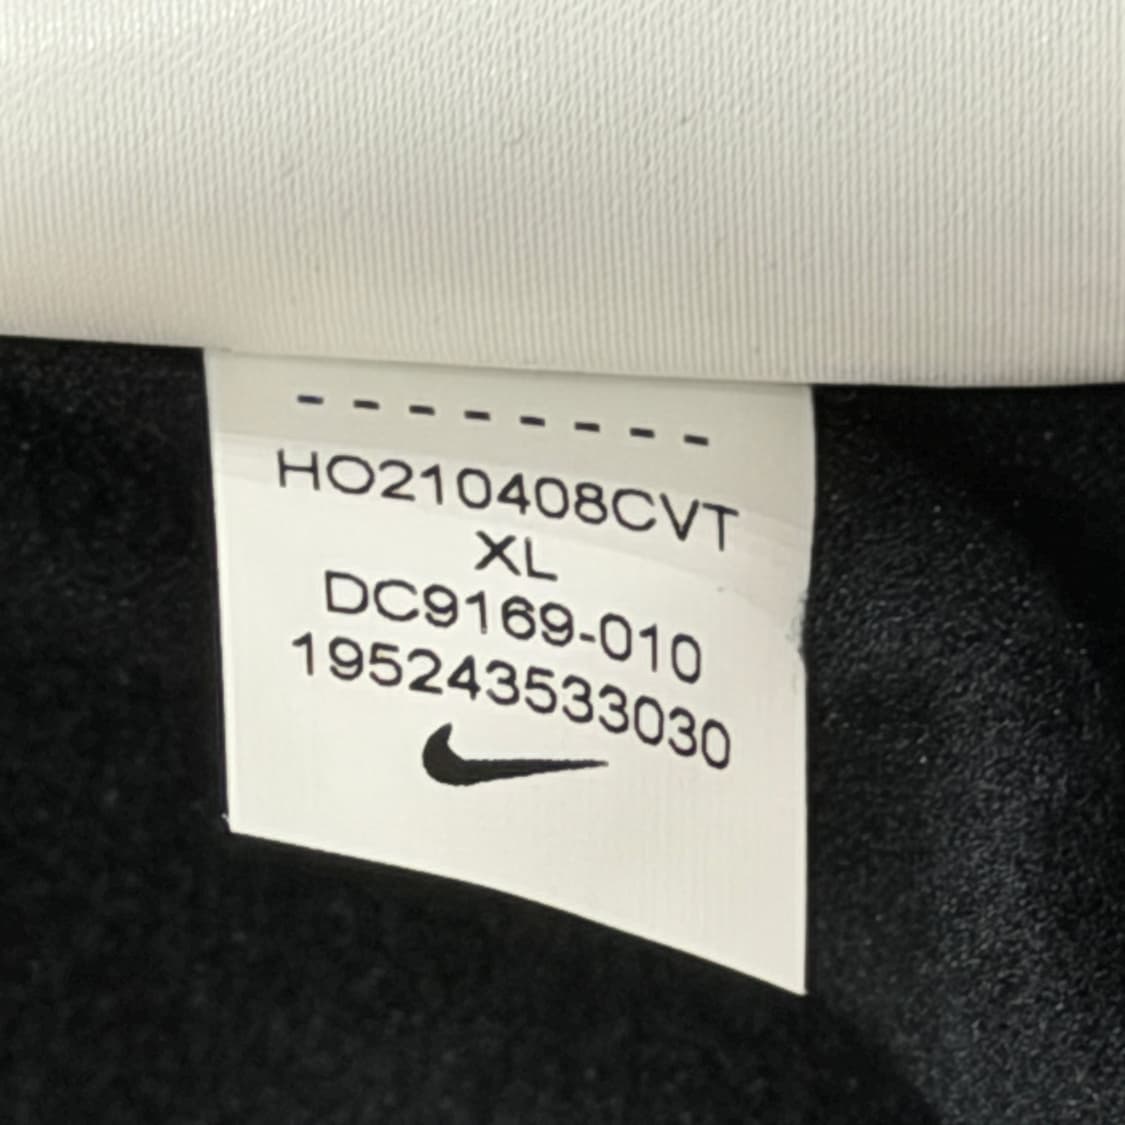 --------
HO210408CVT
XL
DC9169-010
195243533030